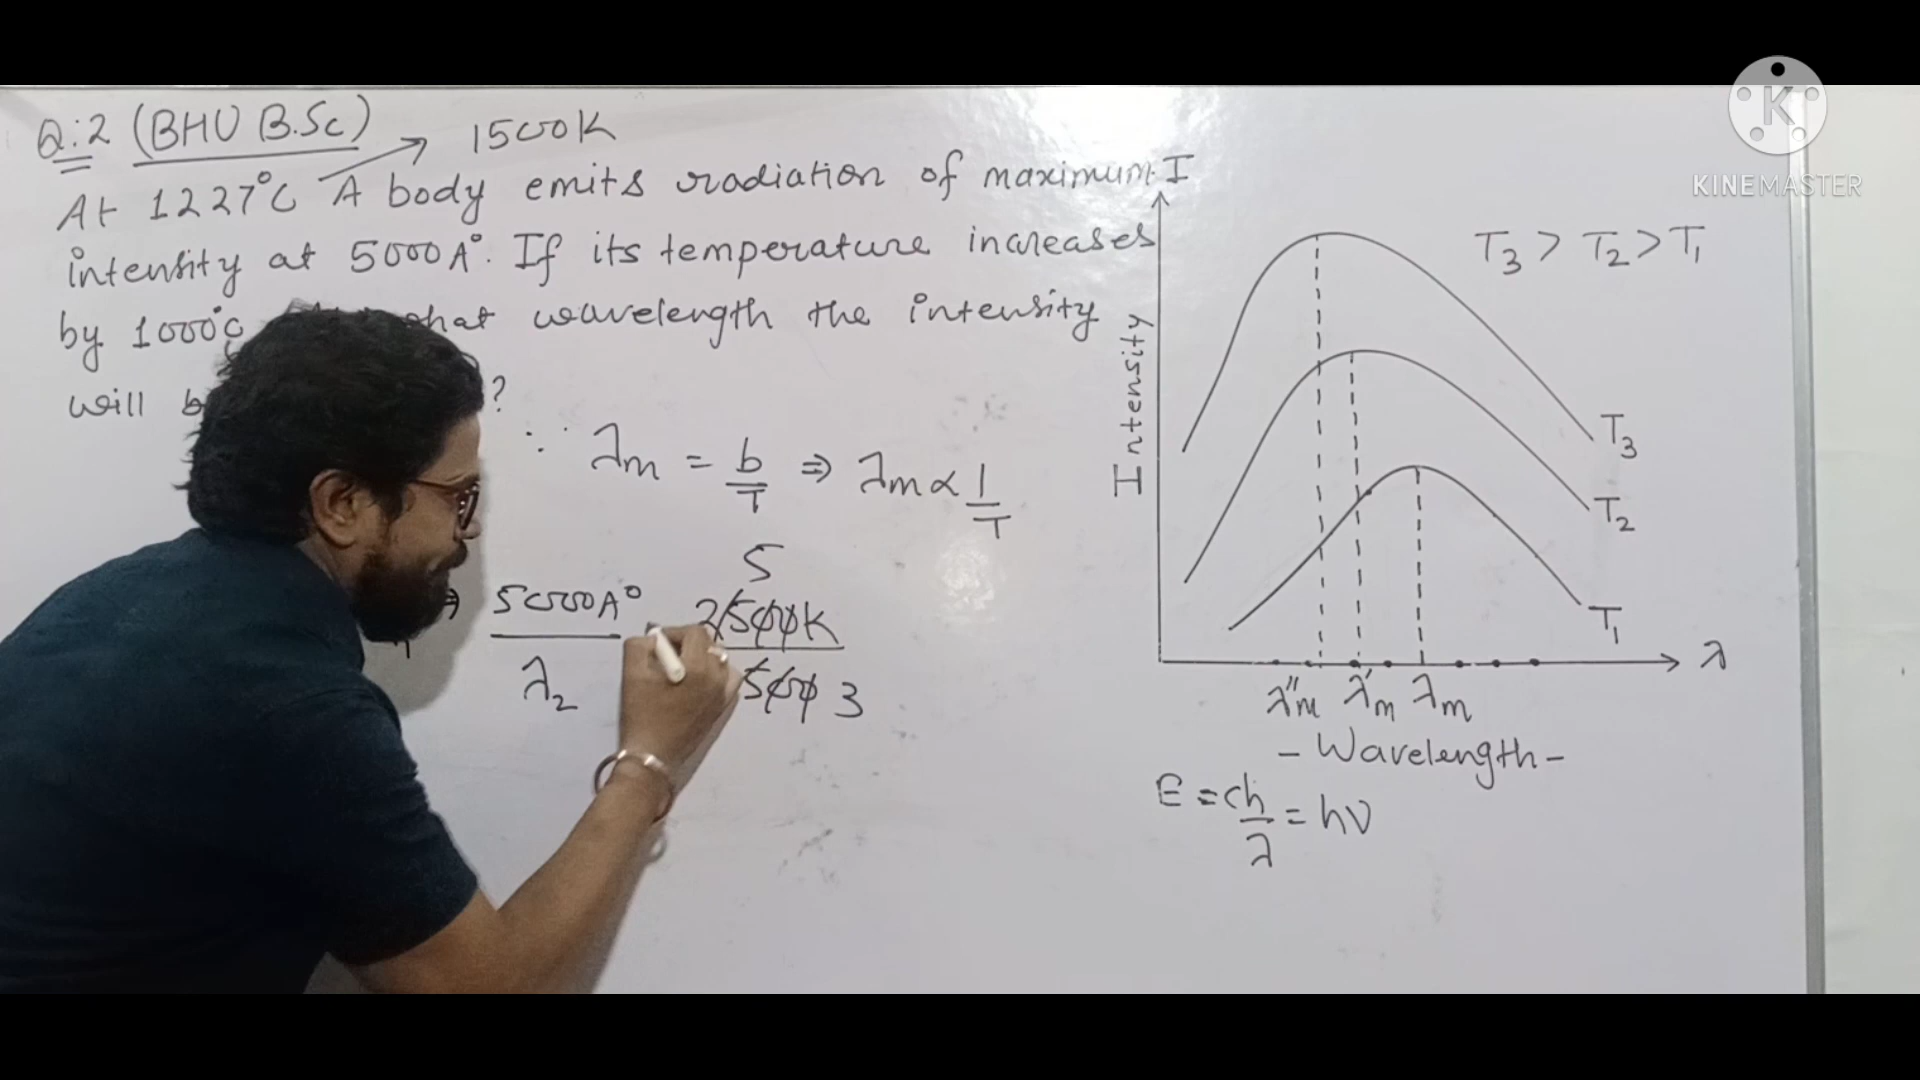 Q:2 (BHU B.Sc)
1500K
At 1227°C A body emits radiation of maximum
intensity at 5000A°. If its temperature increases
by 1000°C what wavelength the intensity
will ?
∵ λm = b/T ⇒ λm ∝ 1/T
5
⇒ 5000A° 2500K
λ2 500 3
I
Intensity
T3 > T2 > T1
T3
T2
T1
λ
λ"m λ'm λm
- Wavelength -
E = ch/λ = hν
K
KINEMASTER